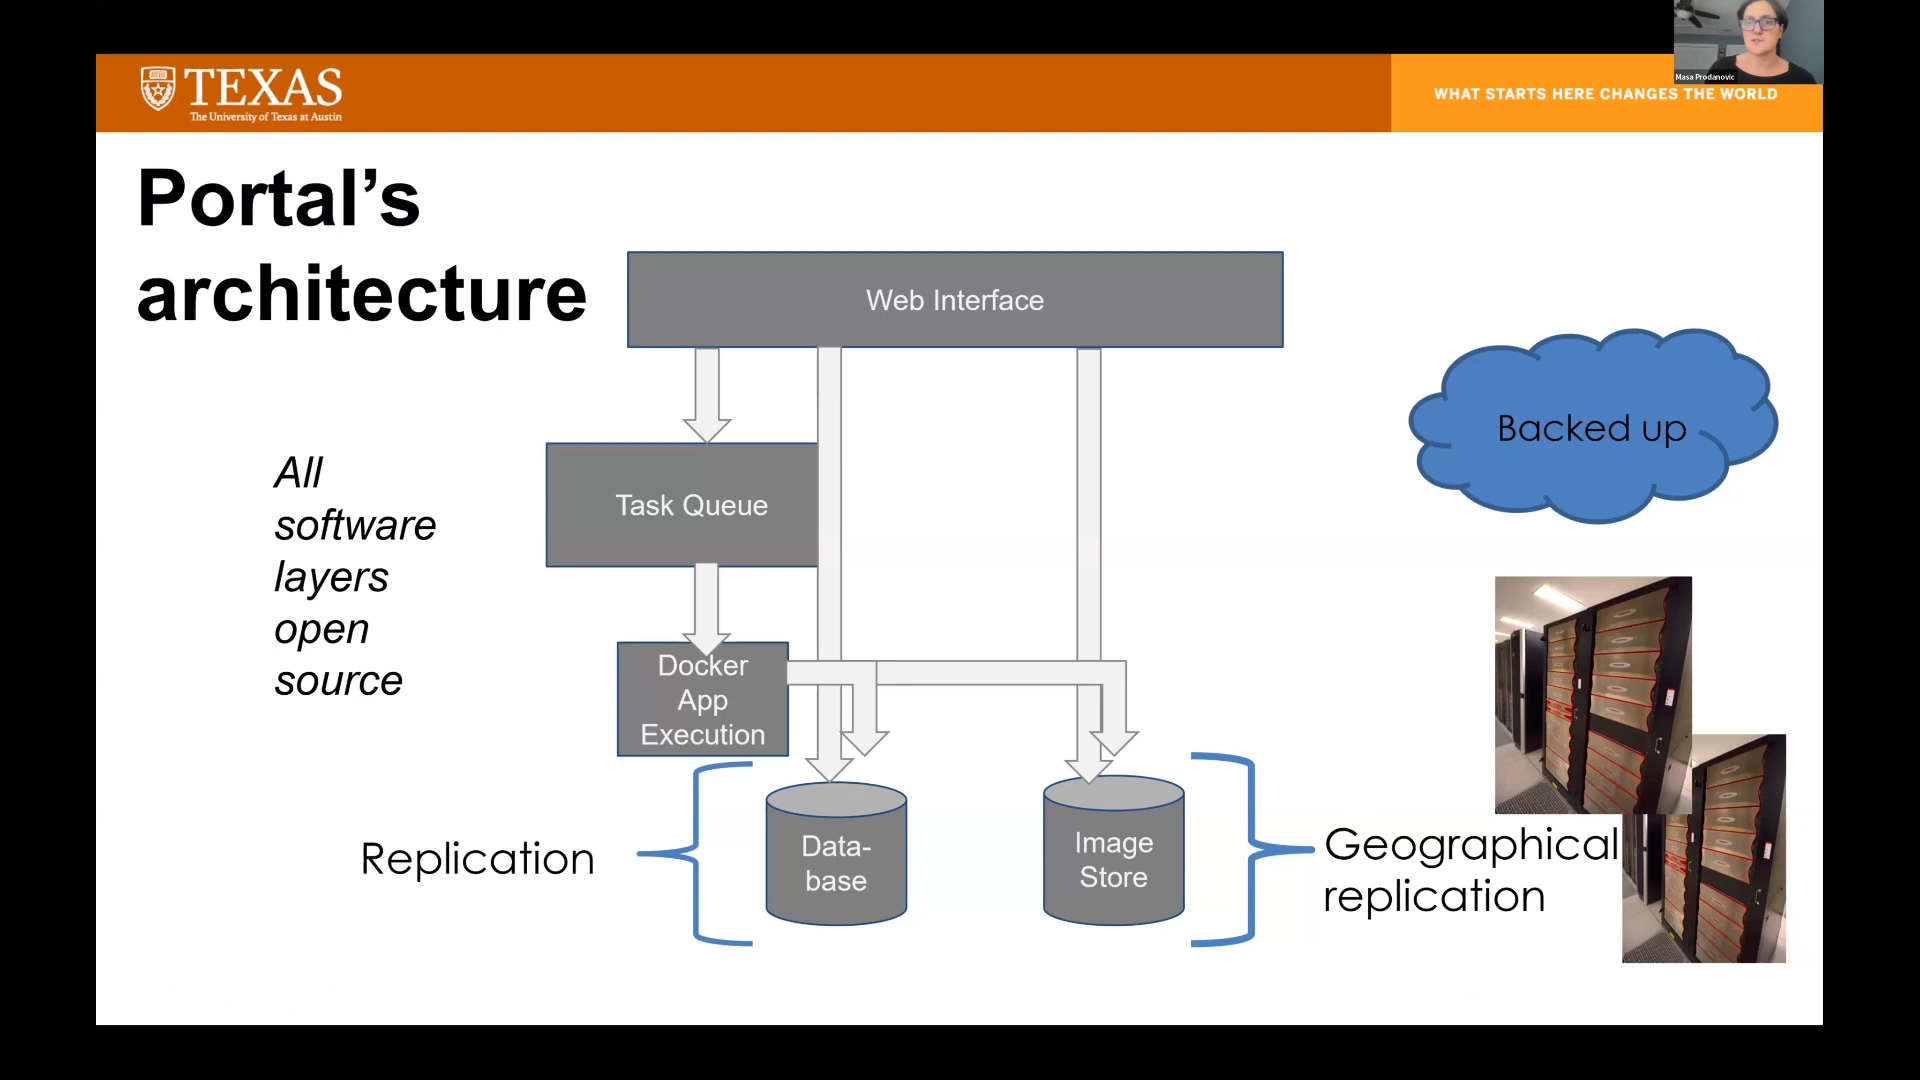 Masa Prodanovic
TEXAS
The University of Texas at Austin
WHAT STARTS HERE CHANGES THE WORLD
Portal’s
architecture
Web Interface
Backed up
All
software
layers
open
source
Task Queue
Docker
App
Execution
Replication
Data-
base
Image
Store
Geographical
replication